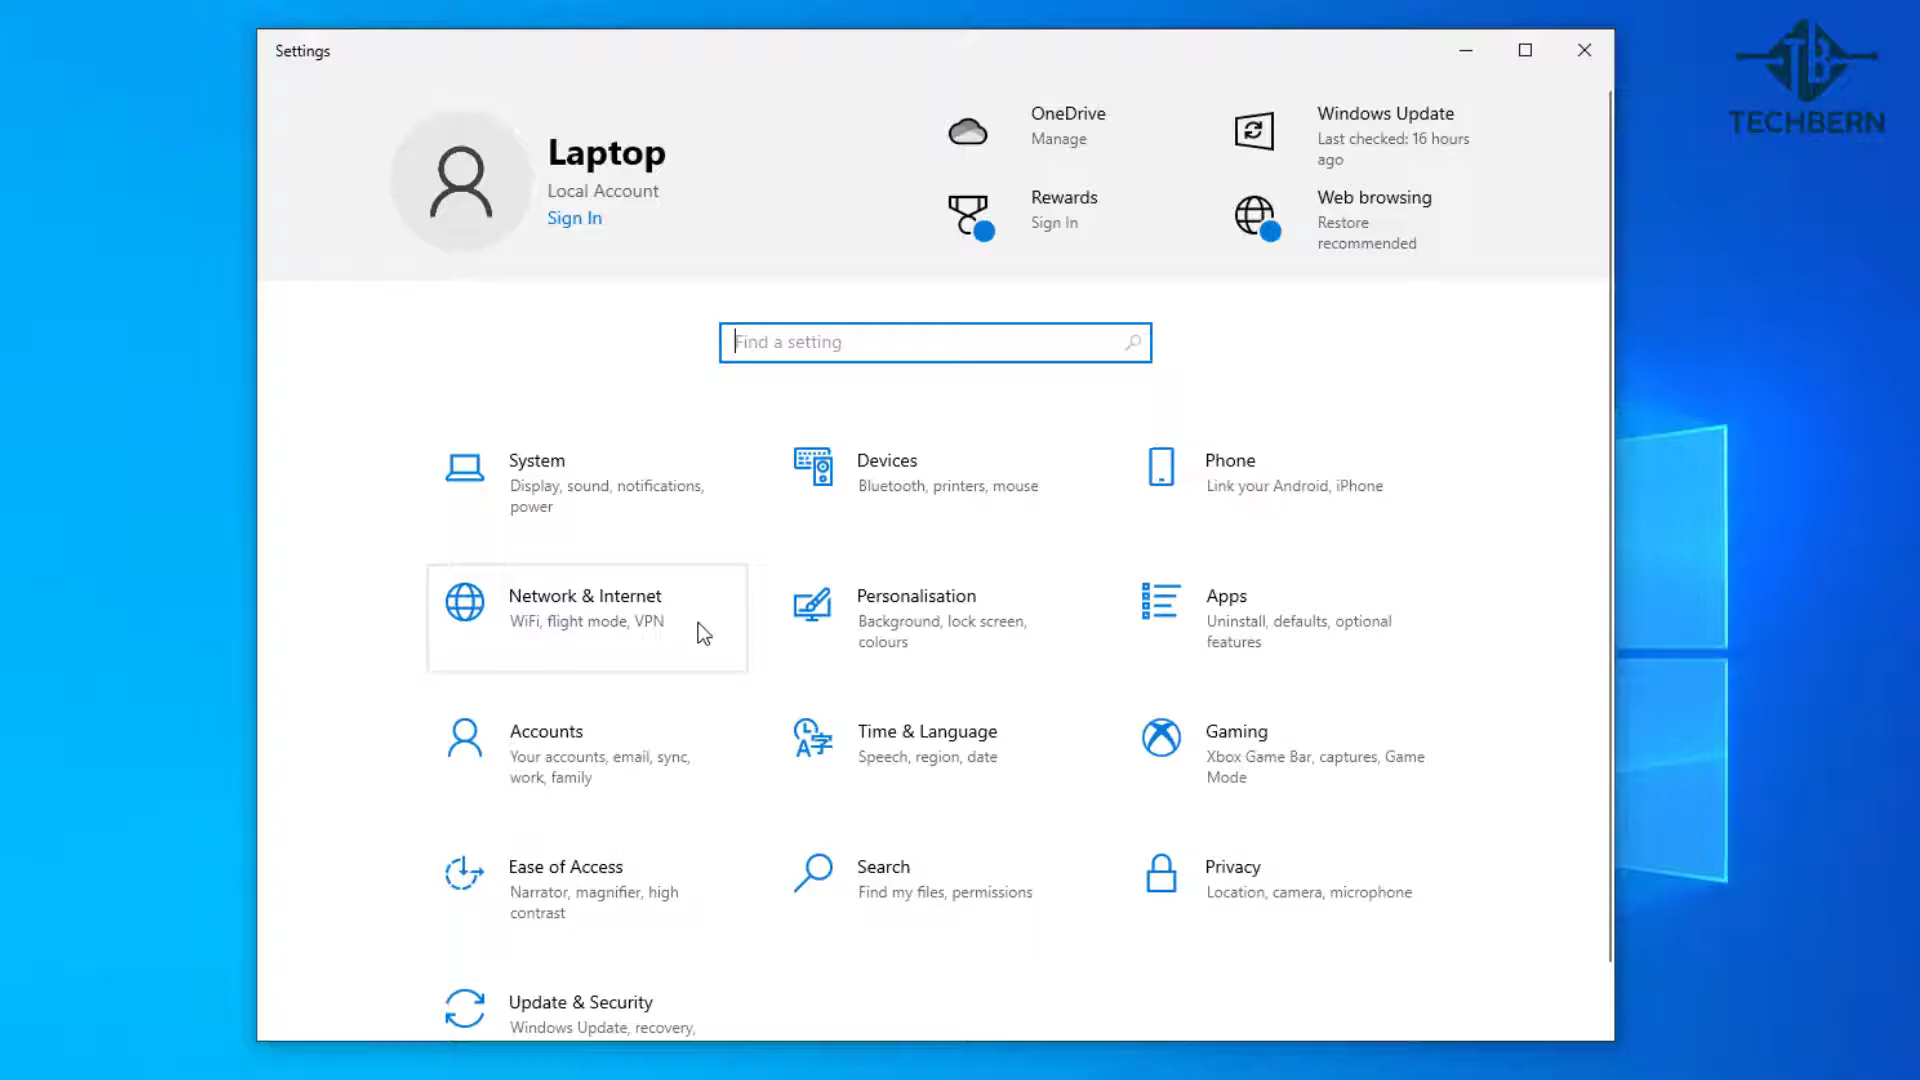 Settings
TECHBERN
Laptop
Local Account
Sign In
OneDrive
Manage
Windows Update
Last checked: 16 hours
ago
Rewards
Sign In
Web browsing
Restore
recommended
Find a setting
System
Display, sound, notifications,
power
Devices
Bluetooth, printers, mouse
Phone
Link your Android, iPhone
Network & Internet
WiFi, flight mode, VPN
Personalisation
Background, lock screen,
colours
Apps
Uninstall, defaults, optional
features
Accounts
Your accounts, email, sync,
work, family
Time & Language
Speech, region, date
Gaming
Xbox Game Bar, captures, Game
Mode
Ease of Access
Narrator, magnifier, high
contrast
Search
Find my files, permissions
Privacy
Location, camera, microphone
Update & Security
Windows Update, recovery,